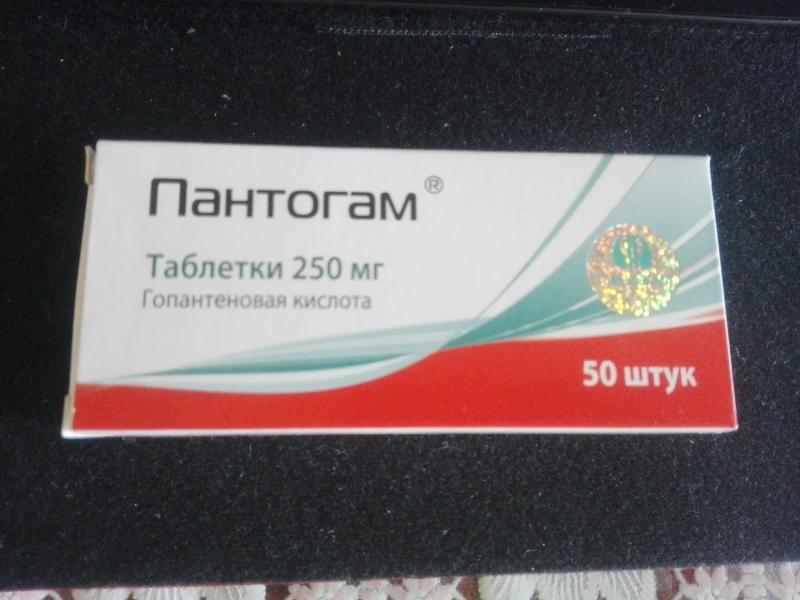 Пантогам®
Таблетки 250 мг
Гопантеновая кислота
50 штук